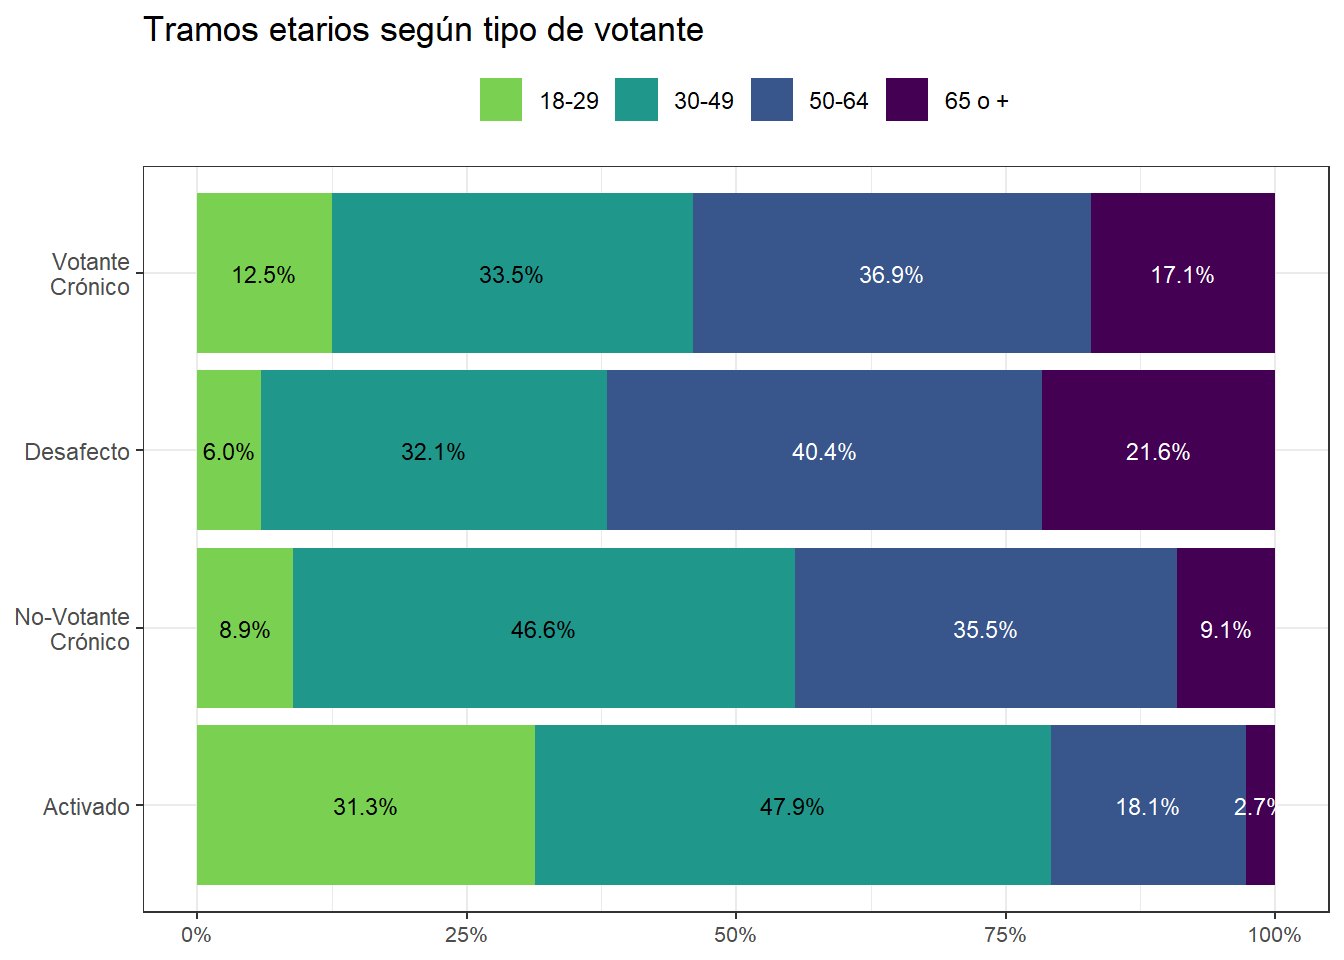 Tramos etarios según tipo de votante
18-29 30-49 50-64 65 o +
Votante
Crónico
12.5% 33.5% 36.9% 17.1%
Desafecto
6.0% 32.1% 40.4% 21.6%
No-Votante
Crónico
8.9% 46.6% 35.5% 9.1%
Activado
31.3% 47.9% 18.1% 2.7%
0% 25% 50% 75% 100%